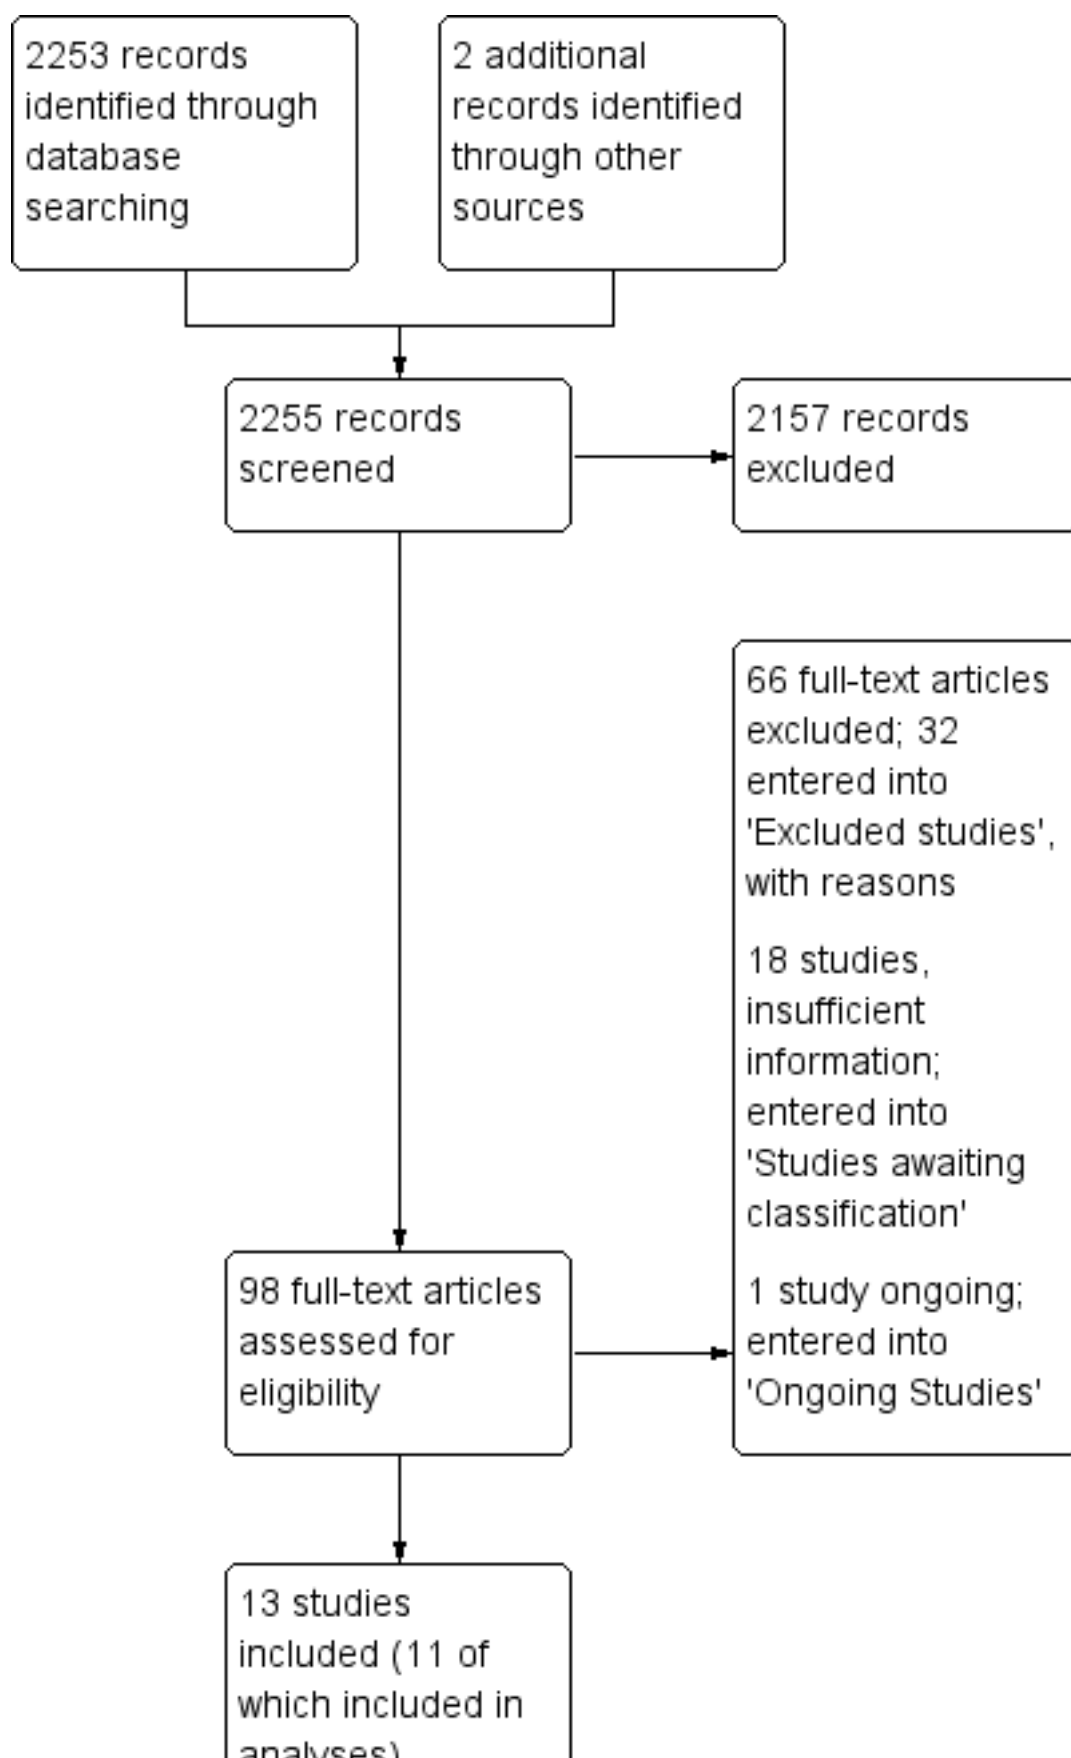 2253 records
identified through
database
searching
2 additional
records identified
through other
sources
2255 records
screened
2157 records
excluded
66 full-text articles
excluded; 32
entered into
'Excluded studies',
with reasons
18 studies,
insufficient
information;
entered into
'Studies awaiting
classification'
1 study ongoing;
entered into
'Ongoing Studies'
98 full-text articles
assessed for
eligibility
13 studies
included (11 of
which included in
analyses)